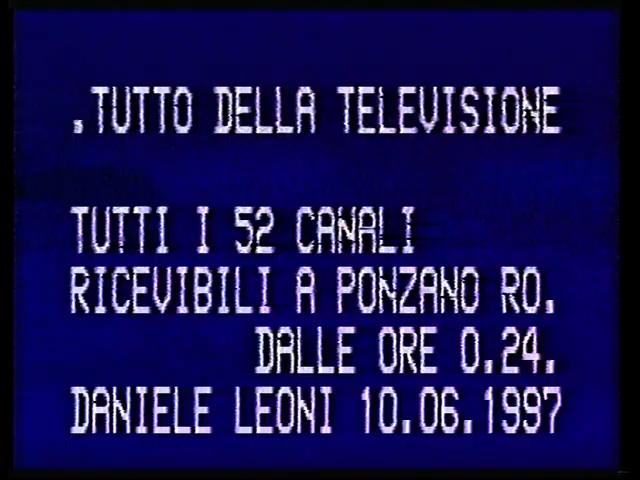 .TUTTO DELLA TELEVISIONE
TUTTI I 52 CANALI
RICEVIBILI A PONZANO RO.
DALLE ORE 0.24.
DANIELE LEONI 10.06.1997